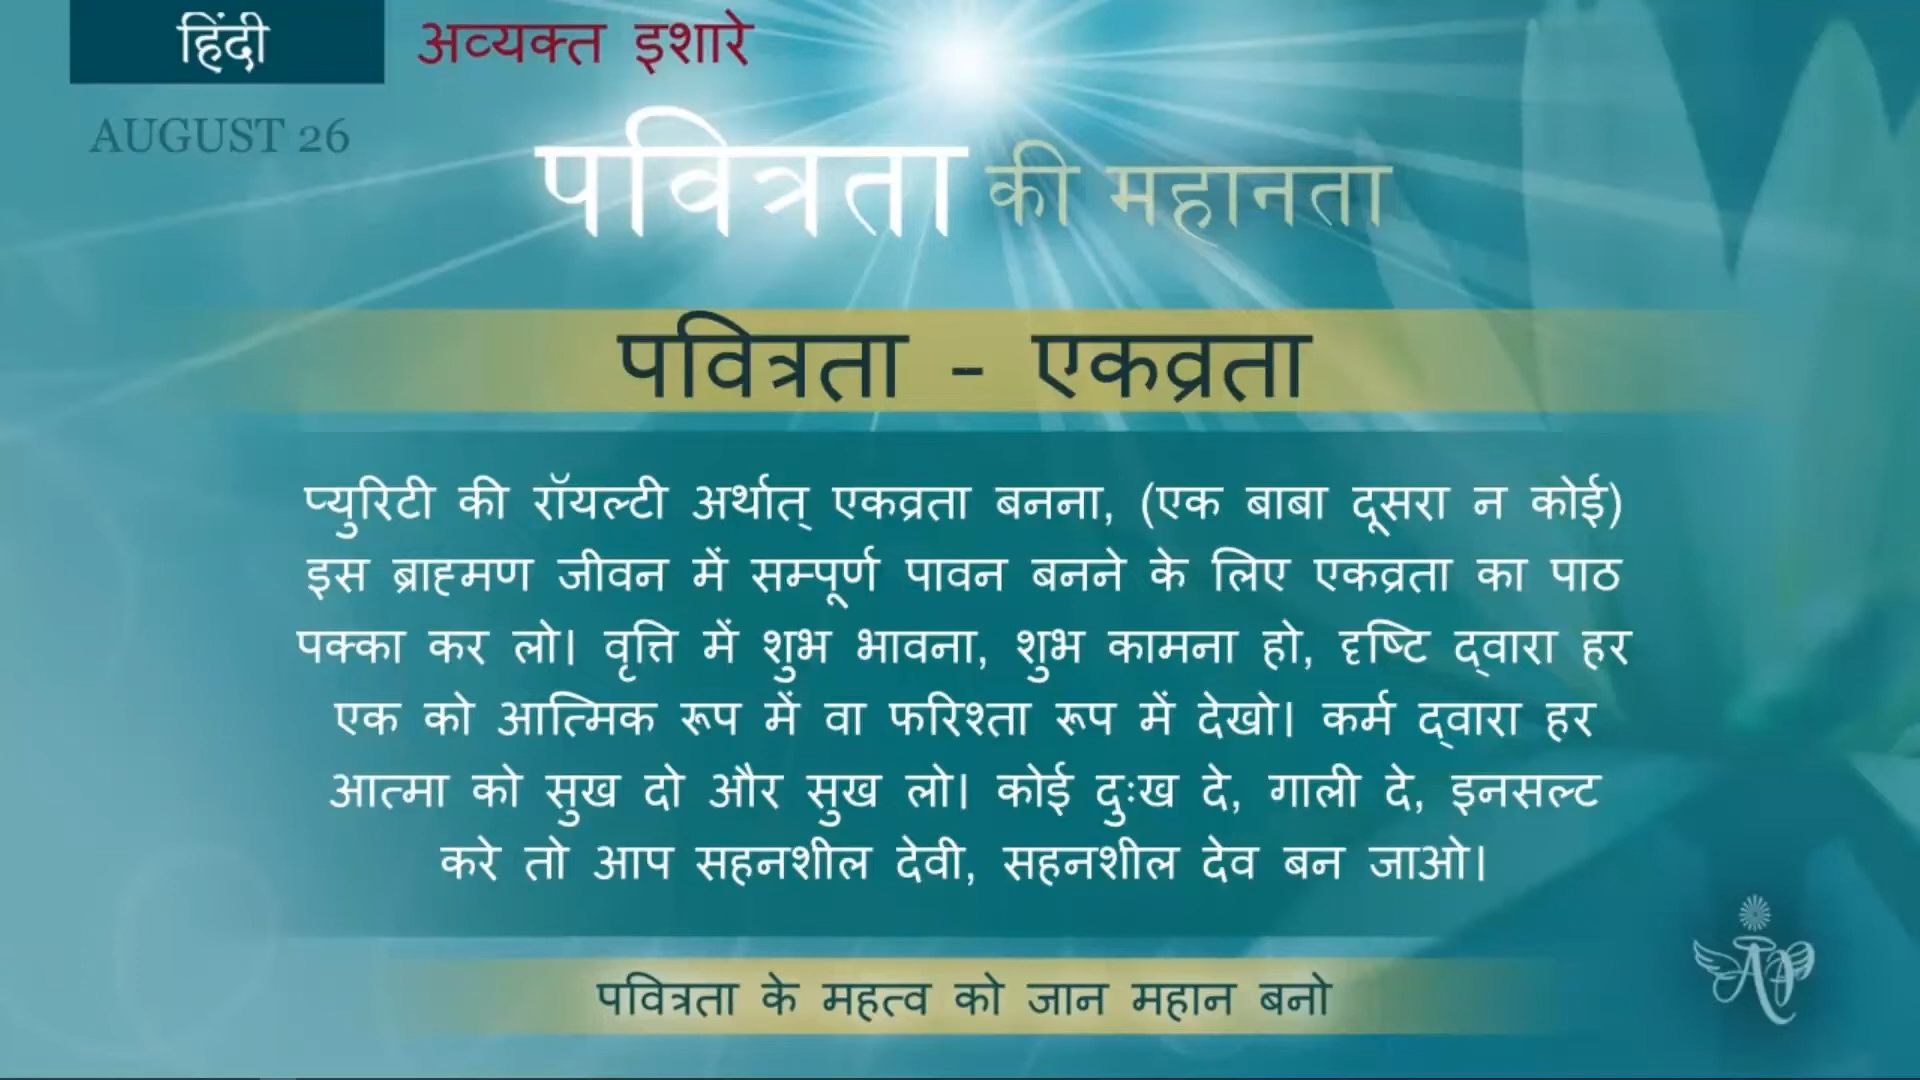 हिंदी
अव्यक्त इशारे
AUGUST 26
पवित्रता की महानता
पवित्रता - एकव्रता
प्युरिटी की रॉयल्टी अर्थात् एकव्रता बनना, (एक बाबा दूसरा न कोई)
इस ब्राह्मण जीवन में सम्पूर्ण पावन बनने के लिए एकव्रता का पाठ
पक्का कर लो। वृत्ति में शुभ भावना, शुभ कामना हो, दृष्टि द्वारा हर
एक को आत्मिक रूप में वा फरिश्ता रूप में देखो। कर्म द्वारा हर
आत्मा को सुख दो और सुख लो। कोई दुःख दे, गाली दे, इनसल्ट
करे तो आप सहनशील देवी, सहनशील देव बन जाओ।
पवित्रता के महत्व को जान महान बनो